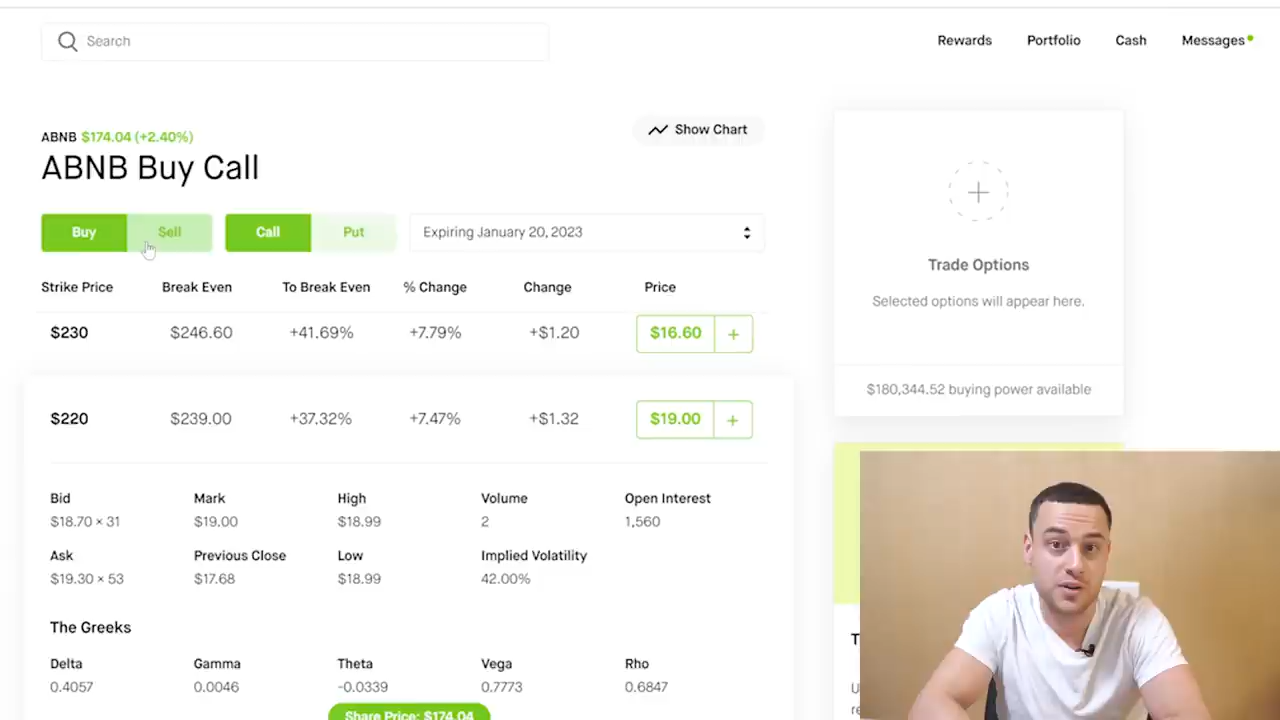 Search
Rewards Portfolio Cash Messages
ABNB $174.04 (+2.40%)
Show Chart
ABNB Buy Call
Buy Sell Call Put Expiring January 20, 2023
Strike Price Break Even To Break Even % Change Change Price
$230 $246.60 +41.69% +7.79% +$1.20 $16.60 +
$220 $239.00 +37.32% +7.47% +$1.32 $19.00 +
Bid Mark High Volume Open Interest
$18.70 × 31 $19.00 $18.99 2 1,560
Ask Previous Close Low Implied Volatility
$19.30 × 53 $17.68 $18.99 42.00%
The Greeks
Delta Gamma Theta Vega Rho
0.4057 0.0046 -0.0339 0.7773 0.6847
Share Price: $174.04
Trade Options
Selected options will appear here.
$180,344.52 buying power available